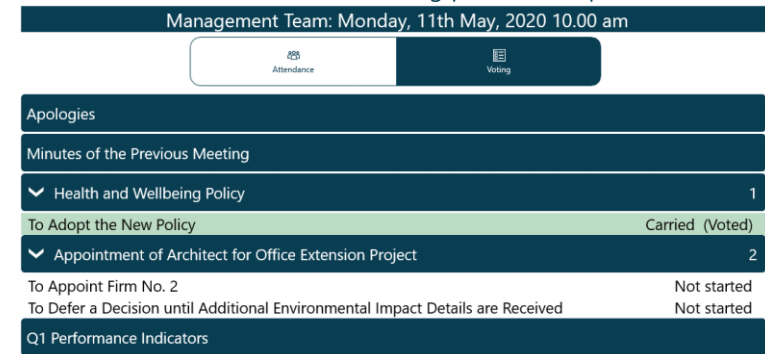 Management Team: Monday, 11th May, 2020 10.00 am
Attendance
Voting
Apologies
Minutes of the Previous Meeting
Health and Wellbeing Policy 1
To Adopt the New Policy Carried (Voted)
Appointment of Architect for Office Extension Project 2
To Appoint Firm No. 2 Not started
To Defer a Decision until Additional Environmental Impact Details are Received Not started
Q1 Performance Indicators